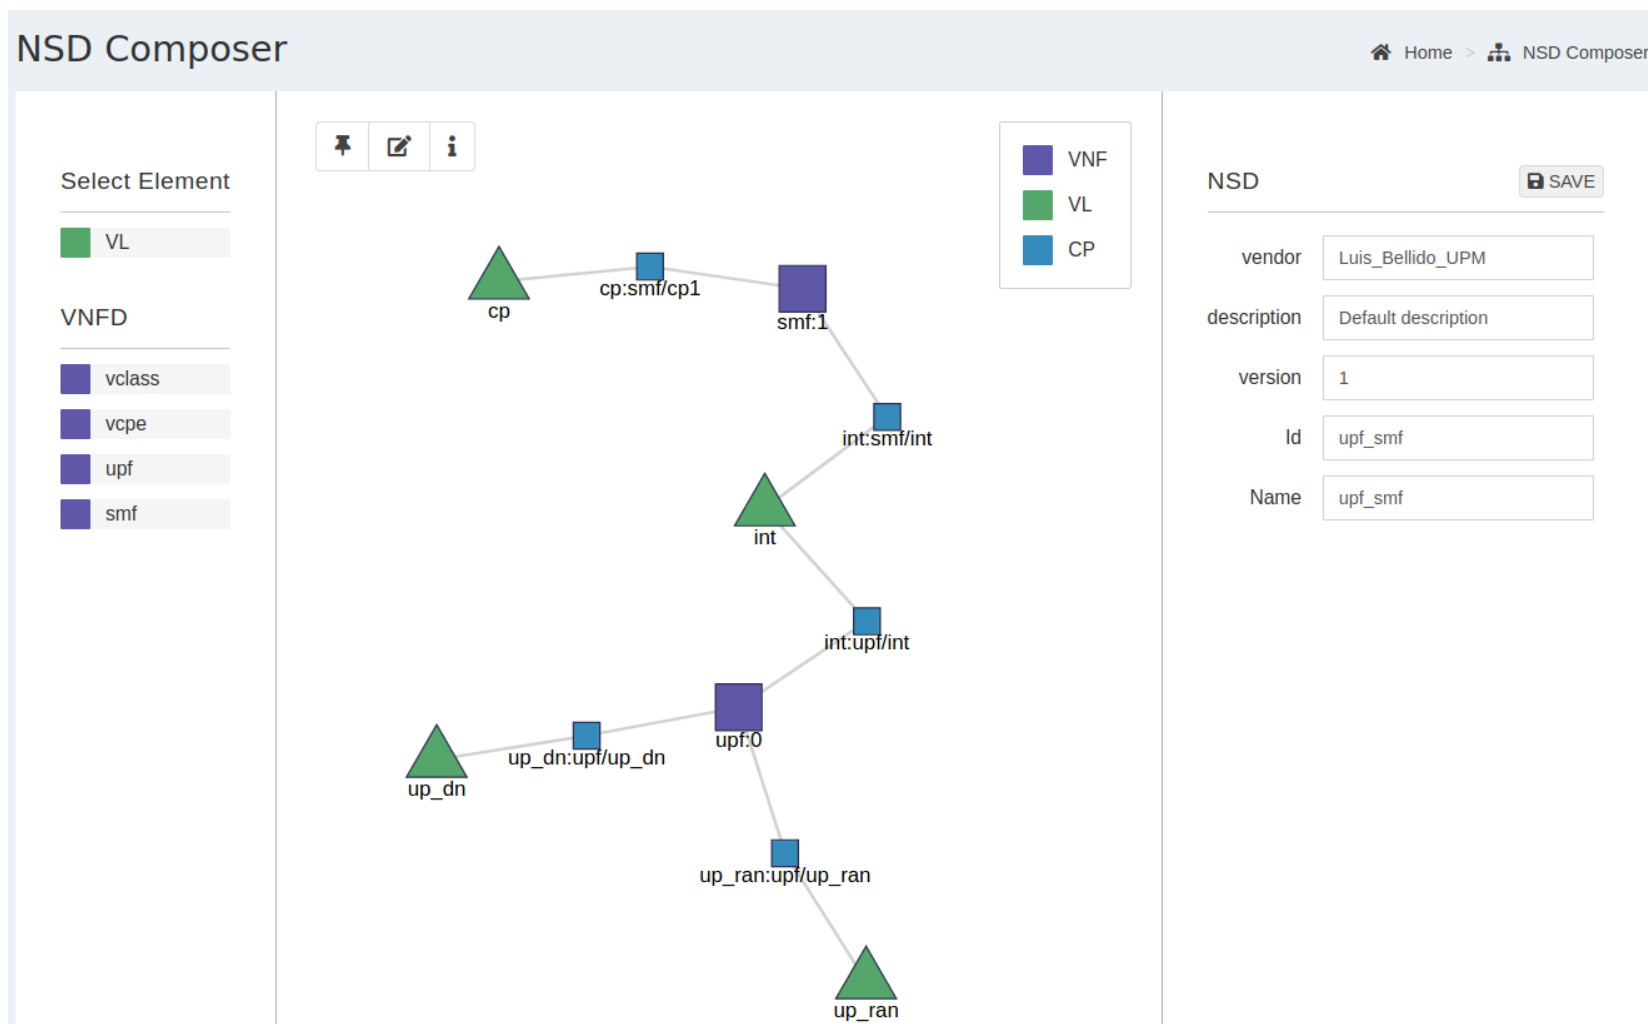 NSD Composer
Home > NSD Composer
Select Element
VL
VNFD
vclass
vcpe
upf
smf
VNF
VL
CP
cp
cp:smf/cp1
smf:1
int:smf/int
int
int:upf/int
upf:0
up_dn:upf/up_dn
up_dn
up_ran:upf/up_ran
up_ran
NSD
SAVE
vendor Luis_Bellido_UPM
description Default description
version 1
Id upf_smf
Name upf_smf